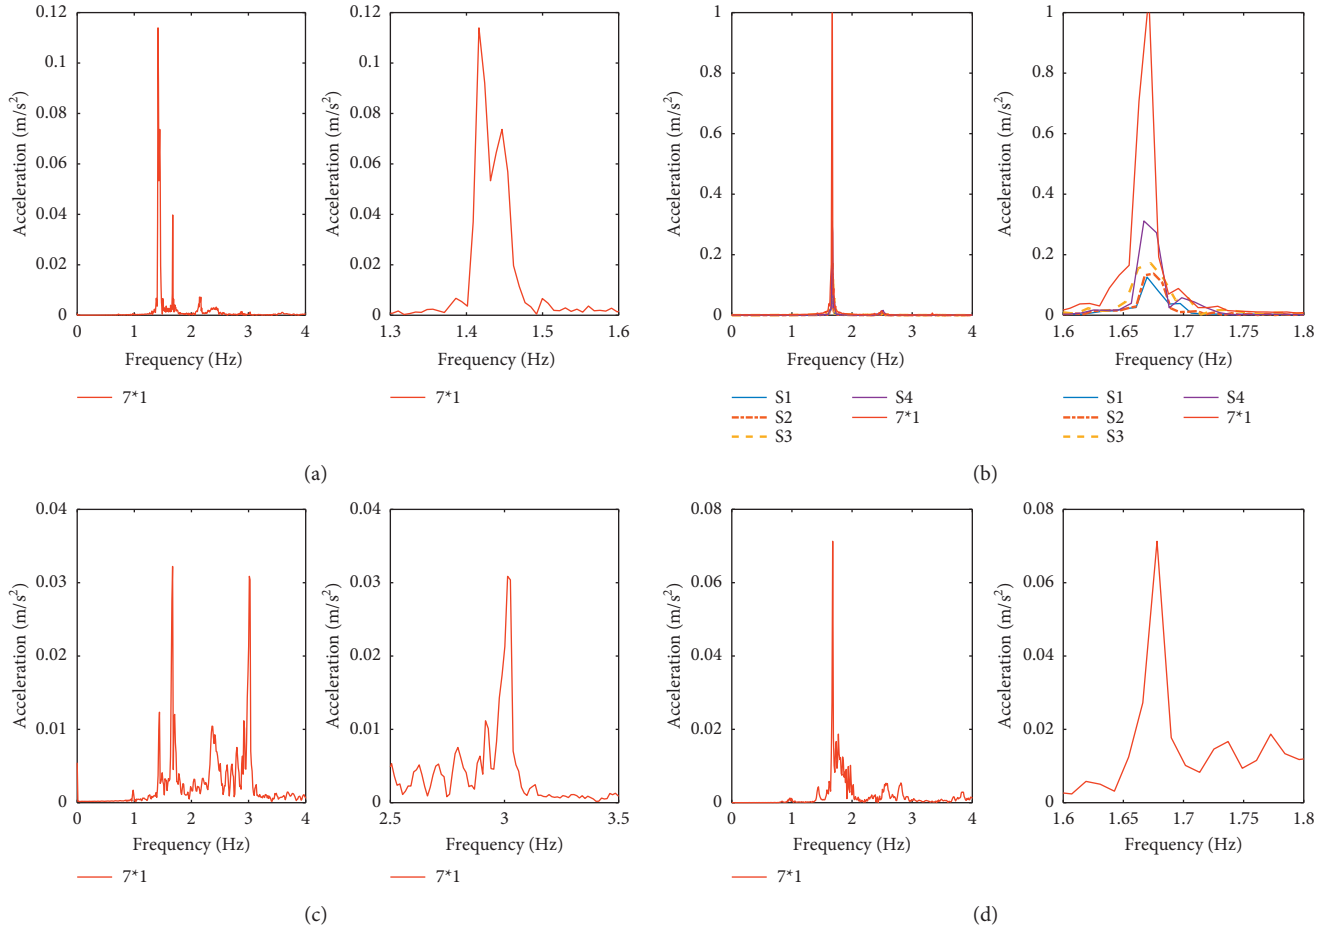 0.12
0.1
0.08
0.06
0.04
0.02
0
Acceleration (m/s²)
0 1 2 3 4
Frequency (Hz)
7*1
0.12
0.1
0.08
0.06
0.04
0.02
0
Acceleration (m/s²)
1.3 1.4 1.5 1.6
Frequency (Hz)
7*1
(a)
1
0.8
0.6
0.4
0.2
0
Acceleration (m/s²)
0 1 2 3 4
Frequency (Hz)
S1 S4
S2 7*1
S3
1
0.8
0.6
0.4
0.2
0
Acceleration (m/s²)
1.6 1.65 1.7 1.75 1.8
Frequency (Hz)
S1 S4
S2 7*1
S3
(b)
0.04
0.03
0.02
0.01
0
Acceleration (m/s²)
0 1 2 3 4
Frequency (Hz)
7*1
0.04
0.03
0.02
0.01
0
Acceleration (m/s²)
2.5 3 3.5
Frequency (Hz)
7*1
(c)
0.08
0.06
0.04
0.02
0
Acceleration (m/s²)
0 1 2 3 4
Frequency (Hz)
7*1
0.08
0.06
0.04
0.02
0
Acceleration (m/s²)
1.6 1.65 1.7 1.75 1.8
Frequency (Hz)
(d)